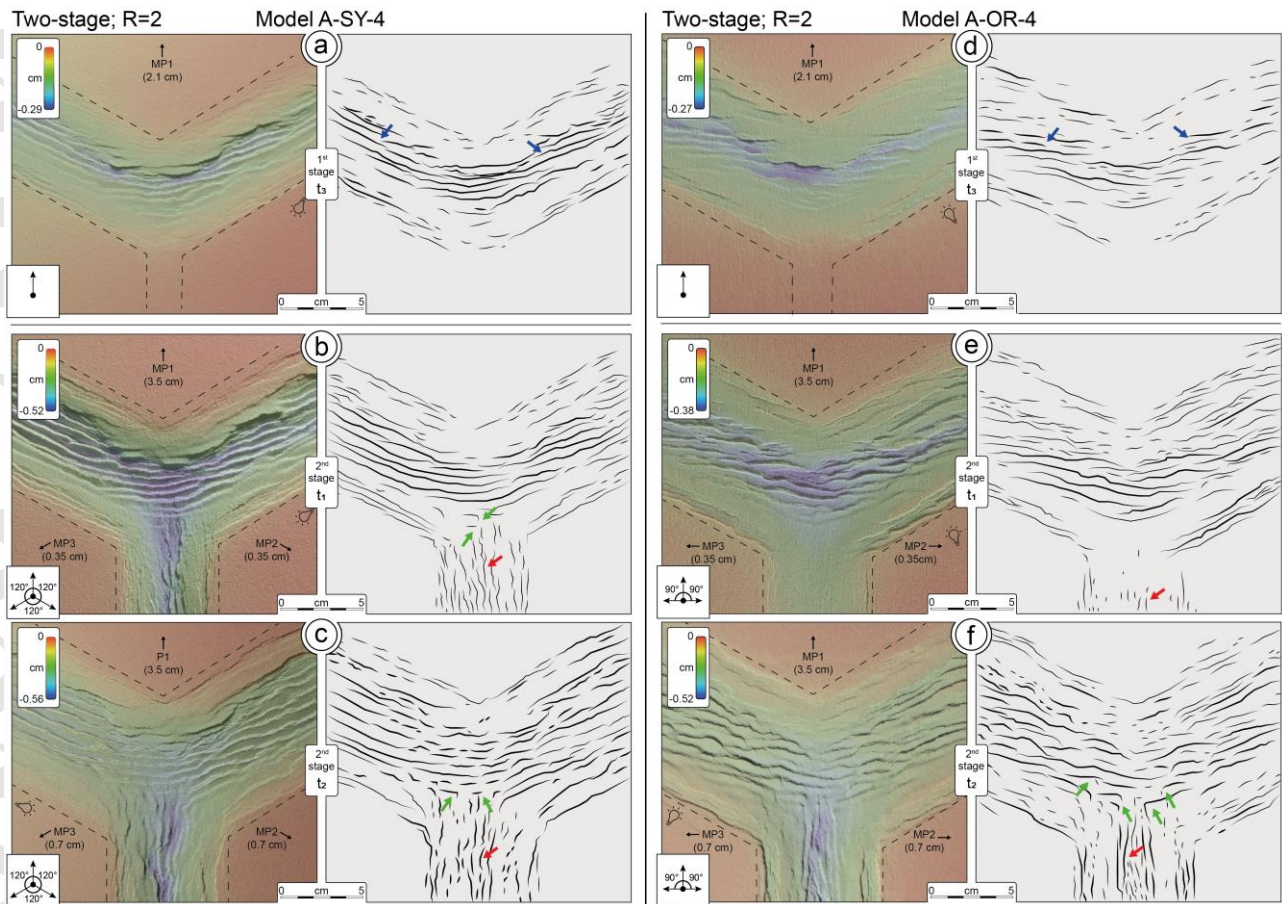 Two-stage; R=2 Model A-SY-4
0
cm
-0.29
MP1
(2.1 cm)
a
1st
stage
t3
0 cm 5
0
cm
-0.52
MP1
(3.5 cm)
b
2nd
stage
t1
MP3
(0.35 cm)
MP2
(0.35 cm)
120° 120°
120°
0 cm 5
0
cm
-0.56
P1
(3.5 cm)
c
2nd
stage
t2
MP3
(0.7 cm)
MP2
(0.7 cm)
120° 120°
120°
Two-stage; R=2 Model A-OR-4
0
cm
-0.27
MP1
(2.1 cm)
d
1st
stage
t3
0 cm 5
0
cm
-0.38
MP1
(3.5 cm)
e
2nd
stage
t1
MP3
(0.35 cm)
MP2
(0.35cm)
90° 90°
0 cm 5
0
cm
-0.52
MP1
(3.5 cm)
f
2nd
stage
t2
MP3
(0.7 cm)
MP2
(0.7 cm)
90° 90°